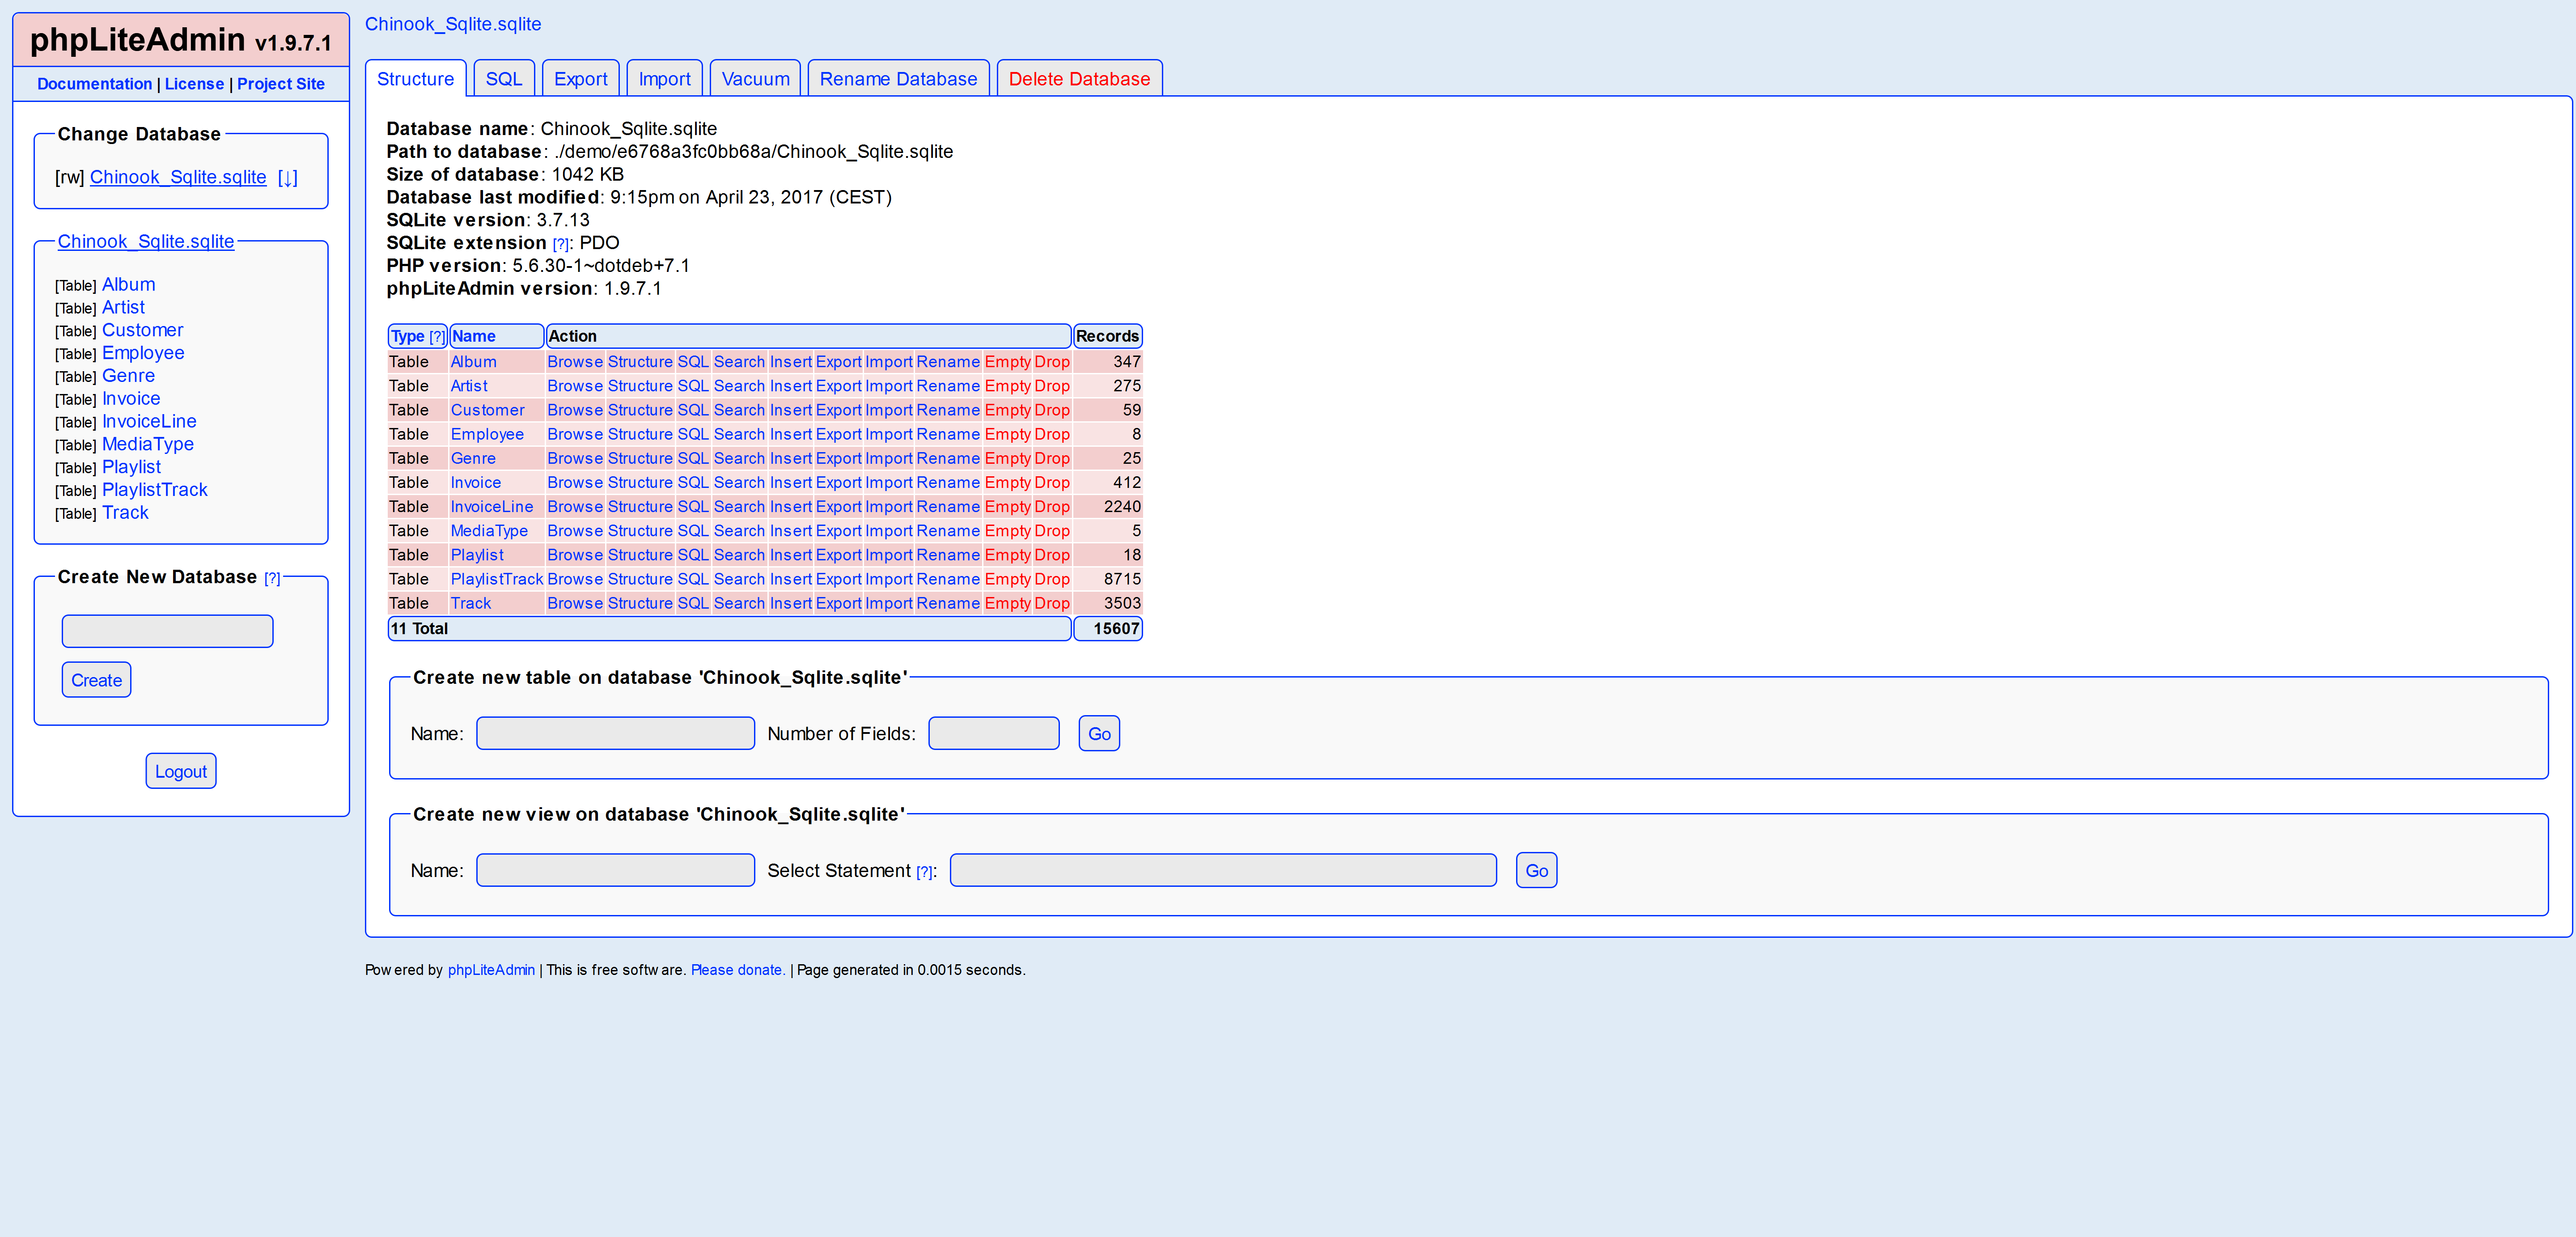 phpLiteAdmin v1.9.7.1
Documentation | License | Project Site
Change Database
[rw] Chinook_Sqlite.sqlite [↓]
Chinook_Sqlite.sqlite
[Table] Album
[Table] Artist
[Table] Customer
[Table] Employee
[Table] Genre
[Table] Invoice
[Table] InvoiceLine
[Table] MediaType
[Table] Playlist
[Table] PlaylistTrack
[Table] Track
Create New Database [?]
Create
Logout
Chinook_Sqlite.sqlite
Structure SQL Export Import Vacuum Rename Database Delete Database
Database name: Chinook_Sqlite.sqlite
Path to database: ./demo/e6768a3fc0bb68a/Chinook_Sqlite.sqlite
Size of database: 1042 KB
Database last modified: 9:15pm on April 23, 2017 (CEST)
SQLite version: 3.7.13
SQLite extension [?]: PDO
PHP version: 5.6.30-1~dotdeb+7.1
phpLiteAdmin version: 1.9.7.1
Type [?] Name Action Records
Table Album Browse Structure SQL Search Insert Export Import Rename Empty Drop 347
Table Artist Browse Structure SQL Search Insert Export Import Rename Empty Drop 275
Table Customer Browse Structure SQL Search Insert Export Import Rename Empty Drop 59
Table Employee Browse Structure SQL Search Insert Export Import Rename Empty Drop 8
Table Genre Browse Structure SQL Search Insert Export Import Rename Empty Drop 25
Table Invoice Browse Structure SQL Search Insert Export Import Rename Empty Drop 412
Table InvoiceLine Browse Structure SQL Search Insert Export Import Rename Empty Drop 2240
Table MediaType Browse Structure SQL Search Insert Export Import Rename Empty Drop 5
Table Playlist Browse Structure SQL Search Insert Export Import Rename Empty Drop 18
Table PlaylistTrack Browse Structure SQL Search Insert Export Import Rename Empty Drop 8715
Table Track Browse Structure SQL Search Insert Export Import Rename Empty Drop 3503
11 Total 15607
Create new table on database 'Chinook_Sqlite.sqlite'
Name: Number of Fields: Go
Create new view on database 'Chinook_Sqlite.sqlite'
Name: Select Statement [?]: Go
Powered by phpLiteAdmin | This is free software. Please donate. | Page generated in 0.0015 seconds.